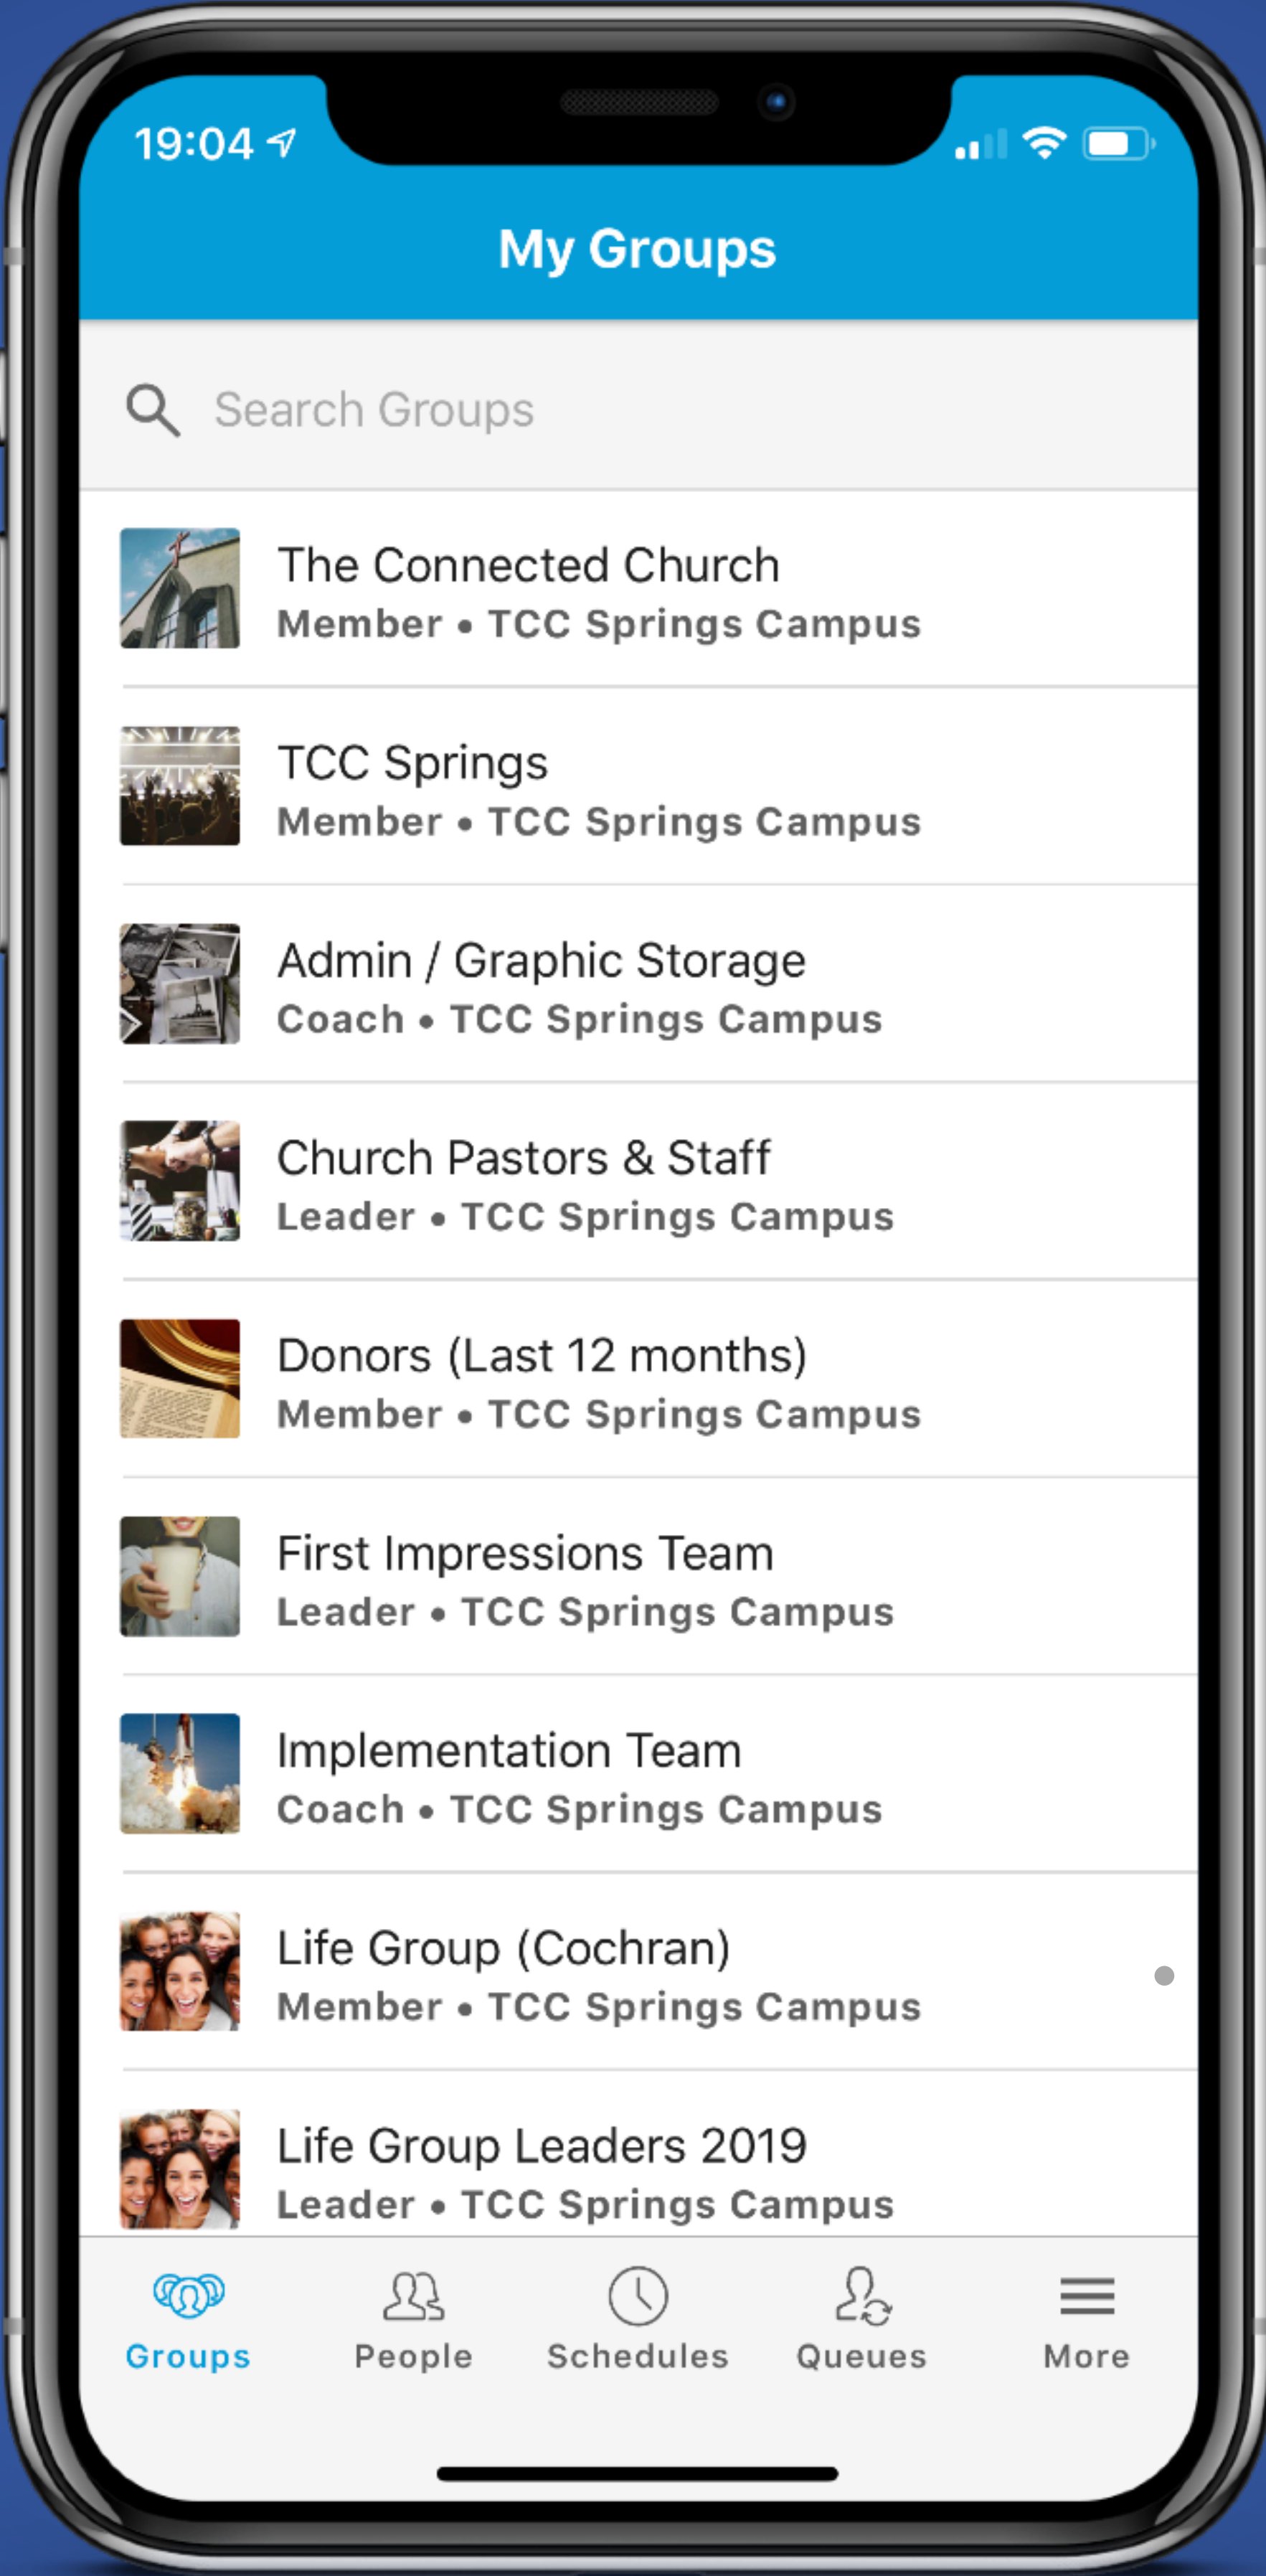 19:04
My Groups
Search Groups
The Connected Church
Member • TCC Springs Campus
TCC Springs
Member • TCC Springs Campus
Admin / Graphic Storage
Coach • TCC Springs Campus
Church Pastors & Staff
Leader • TCC Springs Campus
Donors (Last 12 months)
Member • TCC Springs Campus
First Impressions Team
Leader • TCC Springs Campus
Implementation Team
Coach • TCC Springs Campus
Life Group (Cochran)
Member • TCC Springs Campus
Life Group Leaders 2019
Leader • TCC Springs Campus
Groups People Schedules Queues More